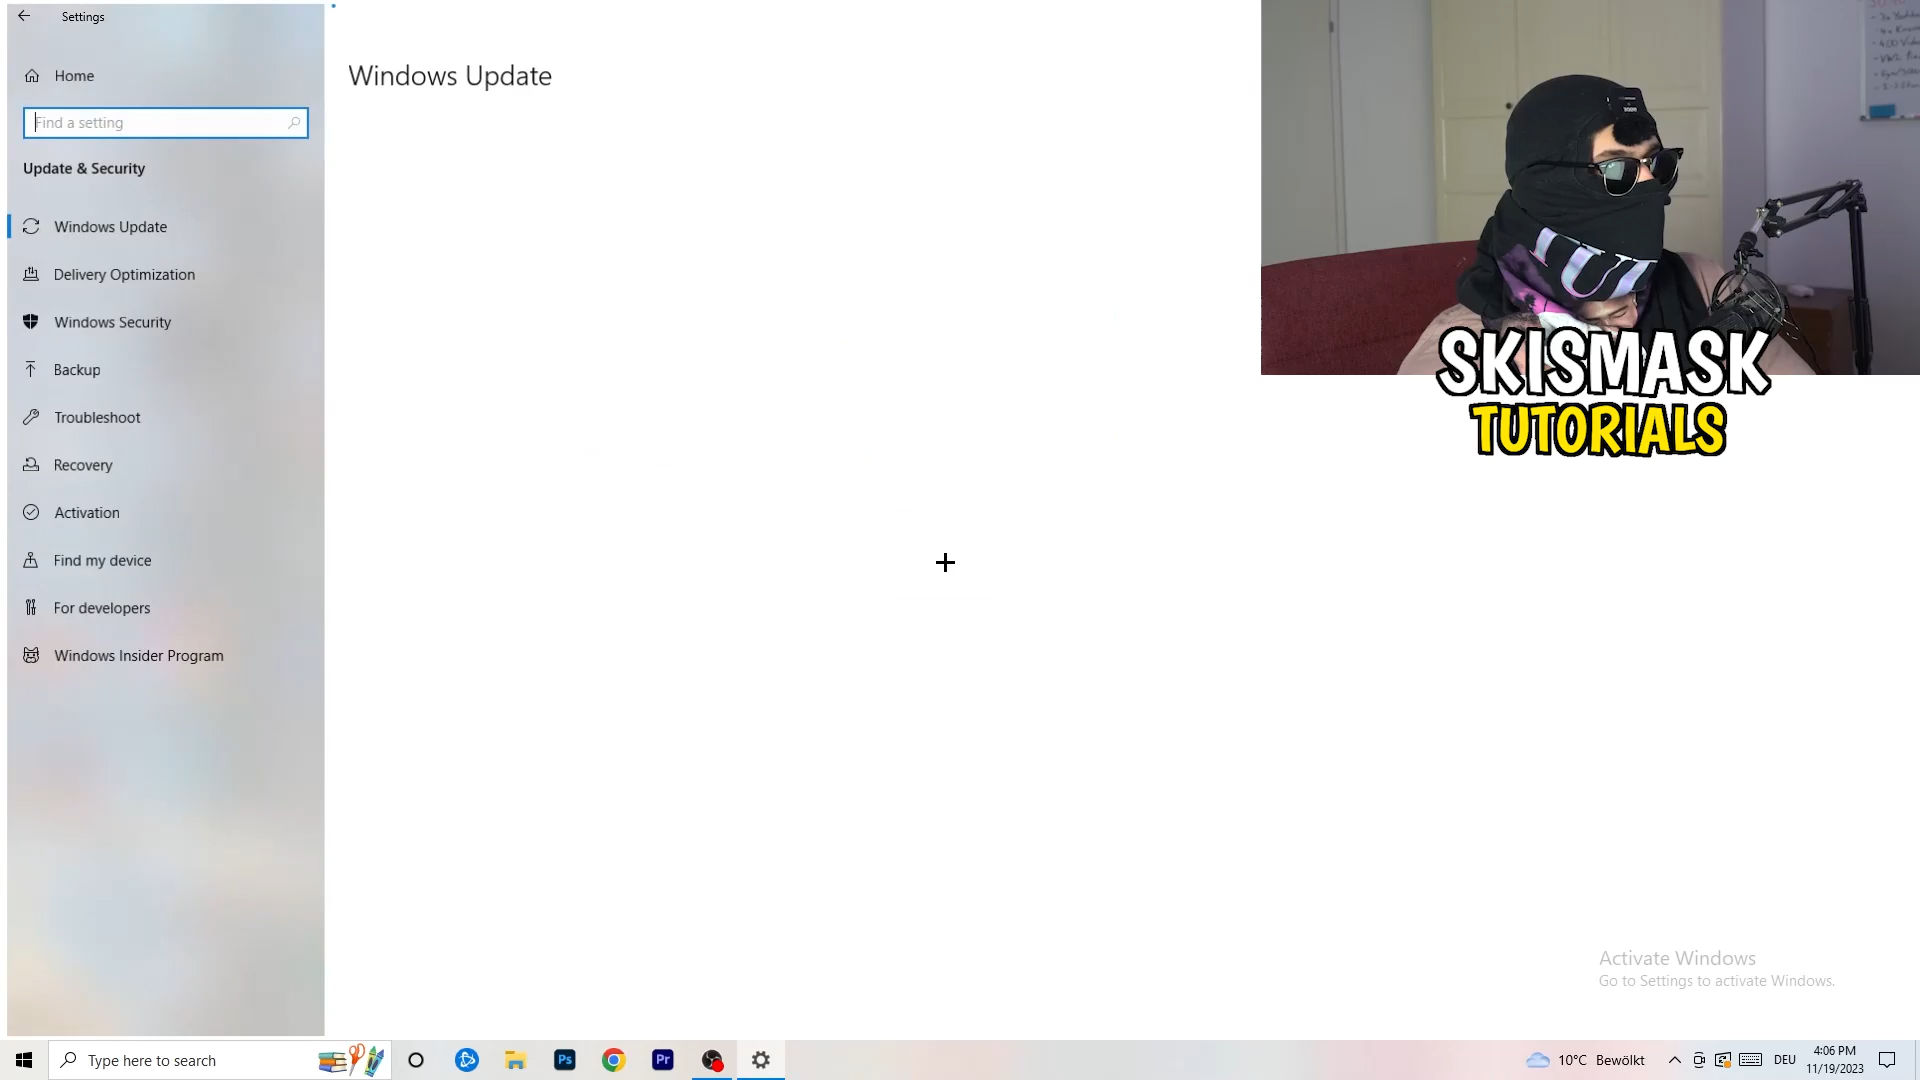 Settings
Home
Find a setting
Update & Security
Windows Update
Delivery Optimization
Windows Security
Backup
Troubleshoot
Recovery
Activation
Find my device
For developers
Windows Insider Program
Windows Update
SKISMASK
TUTORIALS
Activate Windows
Go to Settings to activate Windows.
Type here to search
Ps
Pr
10°C Bewölkt
DEU
4:06 PM
11/19/2023